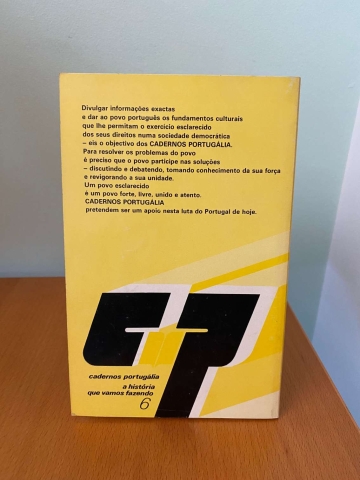 Divulgar informações exactas
e dar ao povo português os fundamentos culturais
que lhe permitam o exercício esclarecido
dos seus direitos numa sociedade democrática
– eis o objectivo dos CADERNOS PORTUGÁLIA.
Para resolver os problemas do povo
é preciso que o povo participe nas soluções
– discutindo e debatendo, tomando conhecimento da sua força
e revigorando a sua unidade.
Um povo esclarecido
é um povo forte, livre, unido e atento.
CADERNOS PORTUGÁLIA
pretendem ser um apoio nesta luta do Portugal de hoje.
cp
cadernos portugália
a história
que vamos fazendo
6